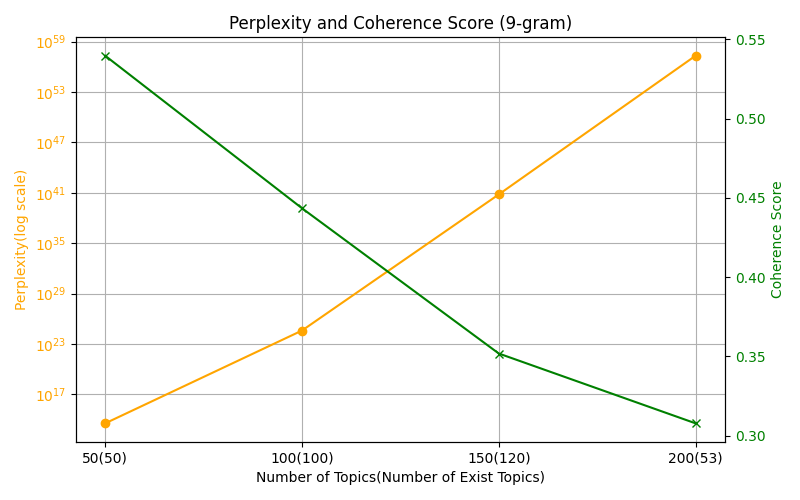 Perplexity and Coherence Score (9-gram)
Perplexity(log scale)
10^59
10^53
10^47
10^41
10^35
10^29
10^23
10^17
0.55
0.50
0.45
0.40
0.35
0.30
Coherence Score
50(50) 100(100) 150(120) 200(53)
Number of Topics(Number of Exist Topics)